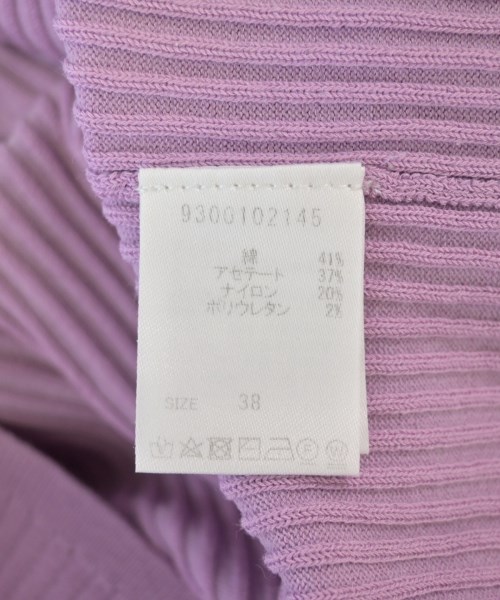 9300102145
綿 41%
アセテート 37%
ナイロン 20%
ポリウレタン 2%
SIZE 38